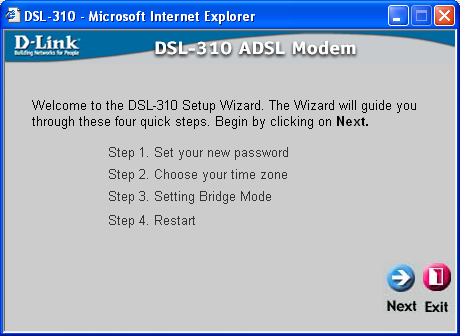 DSL-310 - Microsoft Internet Explorer
D-Link
Building Networks for People
DSL-310 ADSL Modem
Welcome to the DSL-310 Setup Wizard. The Wizard will guide you
through these four quick steps. Begin by clicking on Next.
Step 1. Set your new password
Step 2. Choose your time zone
Step 3. Setting Bridge Mode
Step 4. Restart
Next Exit